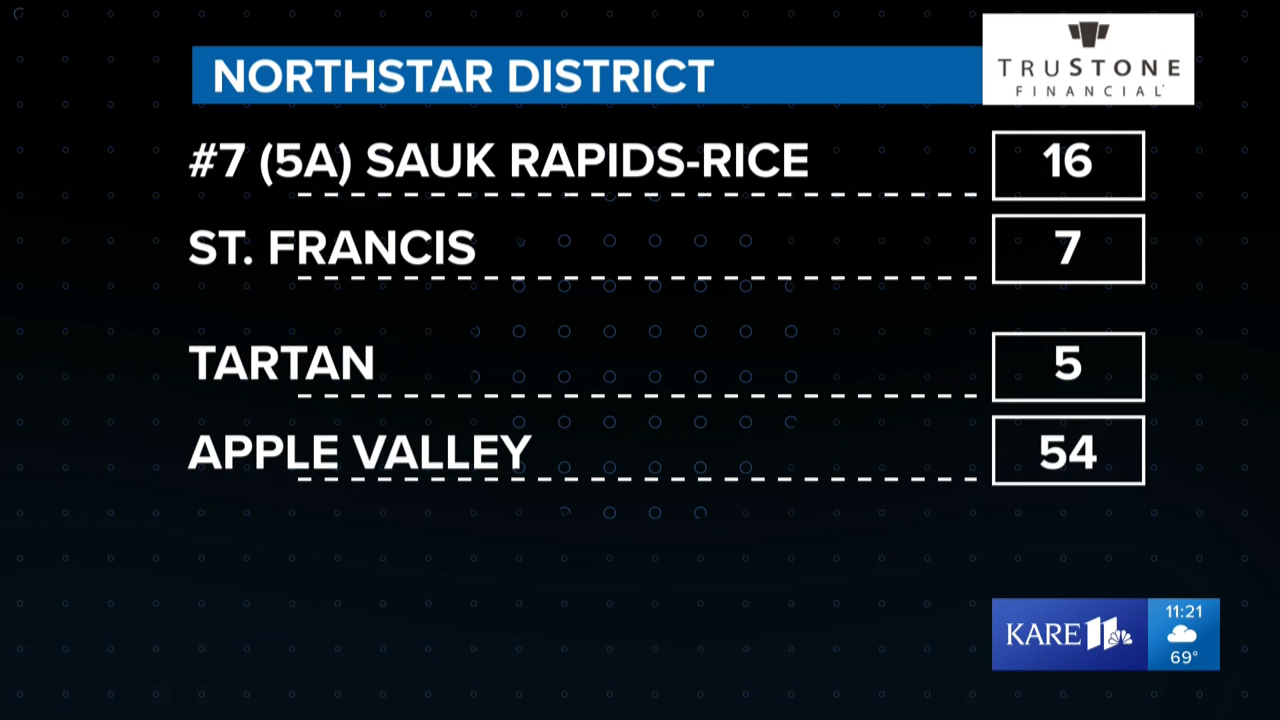 NORTHSTAR DISTRICT
TRUSTONE
FINANCIAL
#7 (5A) SAUK RAPIDS-RICE 16
ST. FRANCIS 7
TARTAN 5
APPLE VALLEY 54
KARE 11
11:21
69°